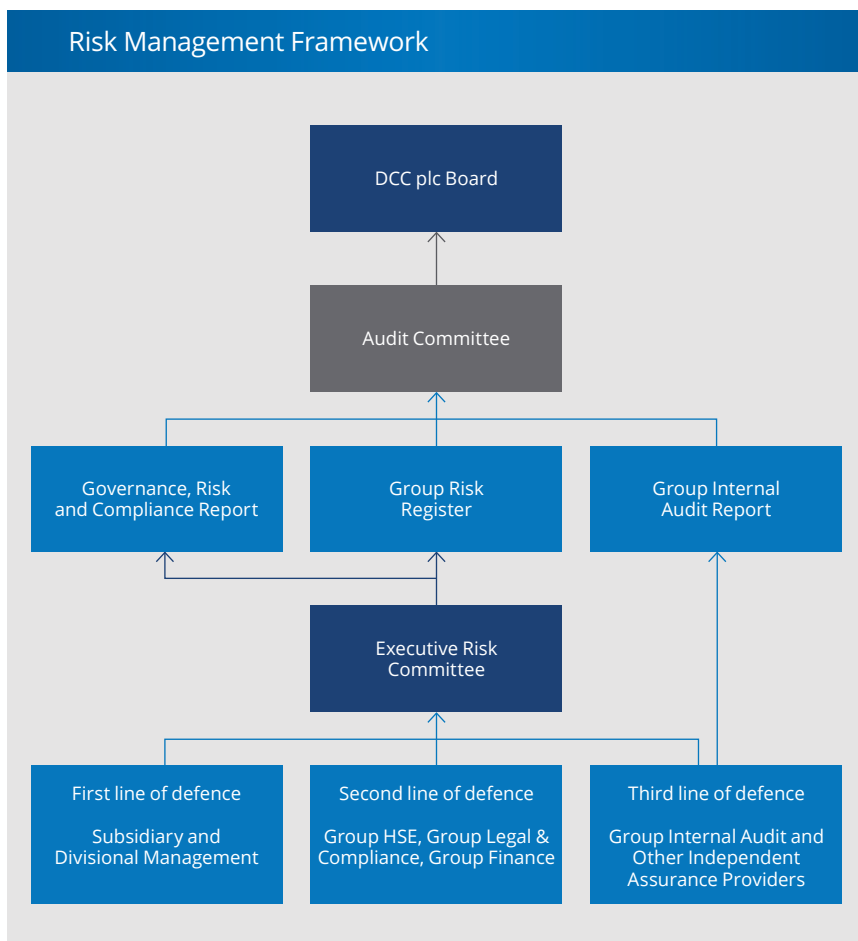 Risk Management Framework
DCC plc Board
Audit Committee
Governance, Risk
and Compliance Report
Group Risk
Register
Group Internal
Audit Report
Executive Risk
Committee
First line of defence
Subsidiary and
Divisional Management
Second line of defence
Group HSE, Group Legal &
Compliance, Group Finance
Third line of defence
Group Internal Audit and
Other Independent
Assurance Providers